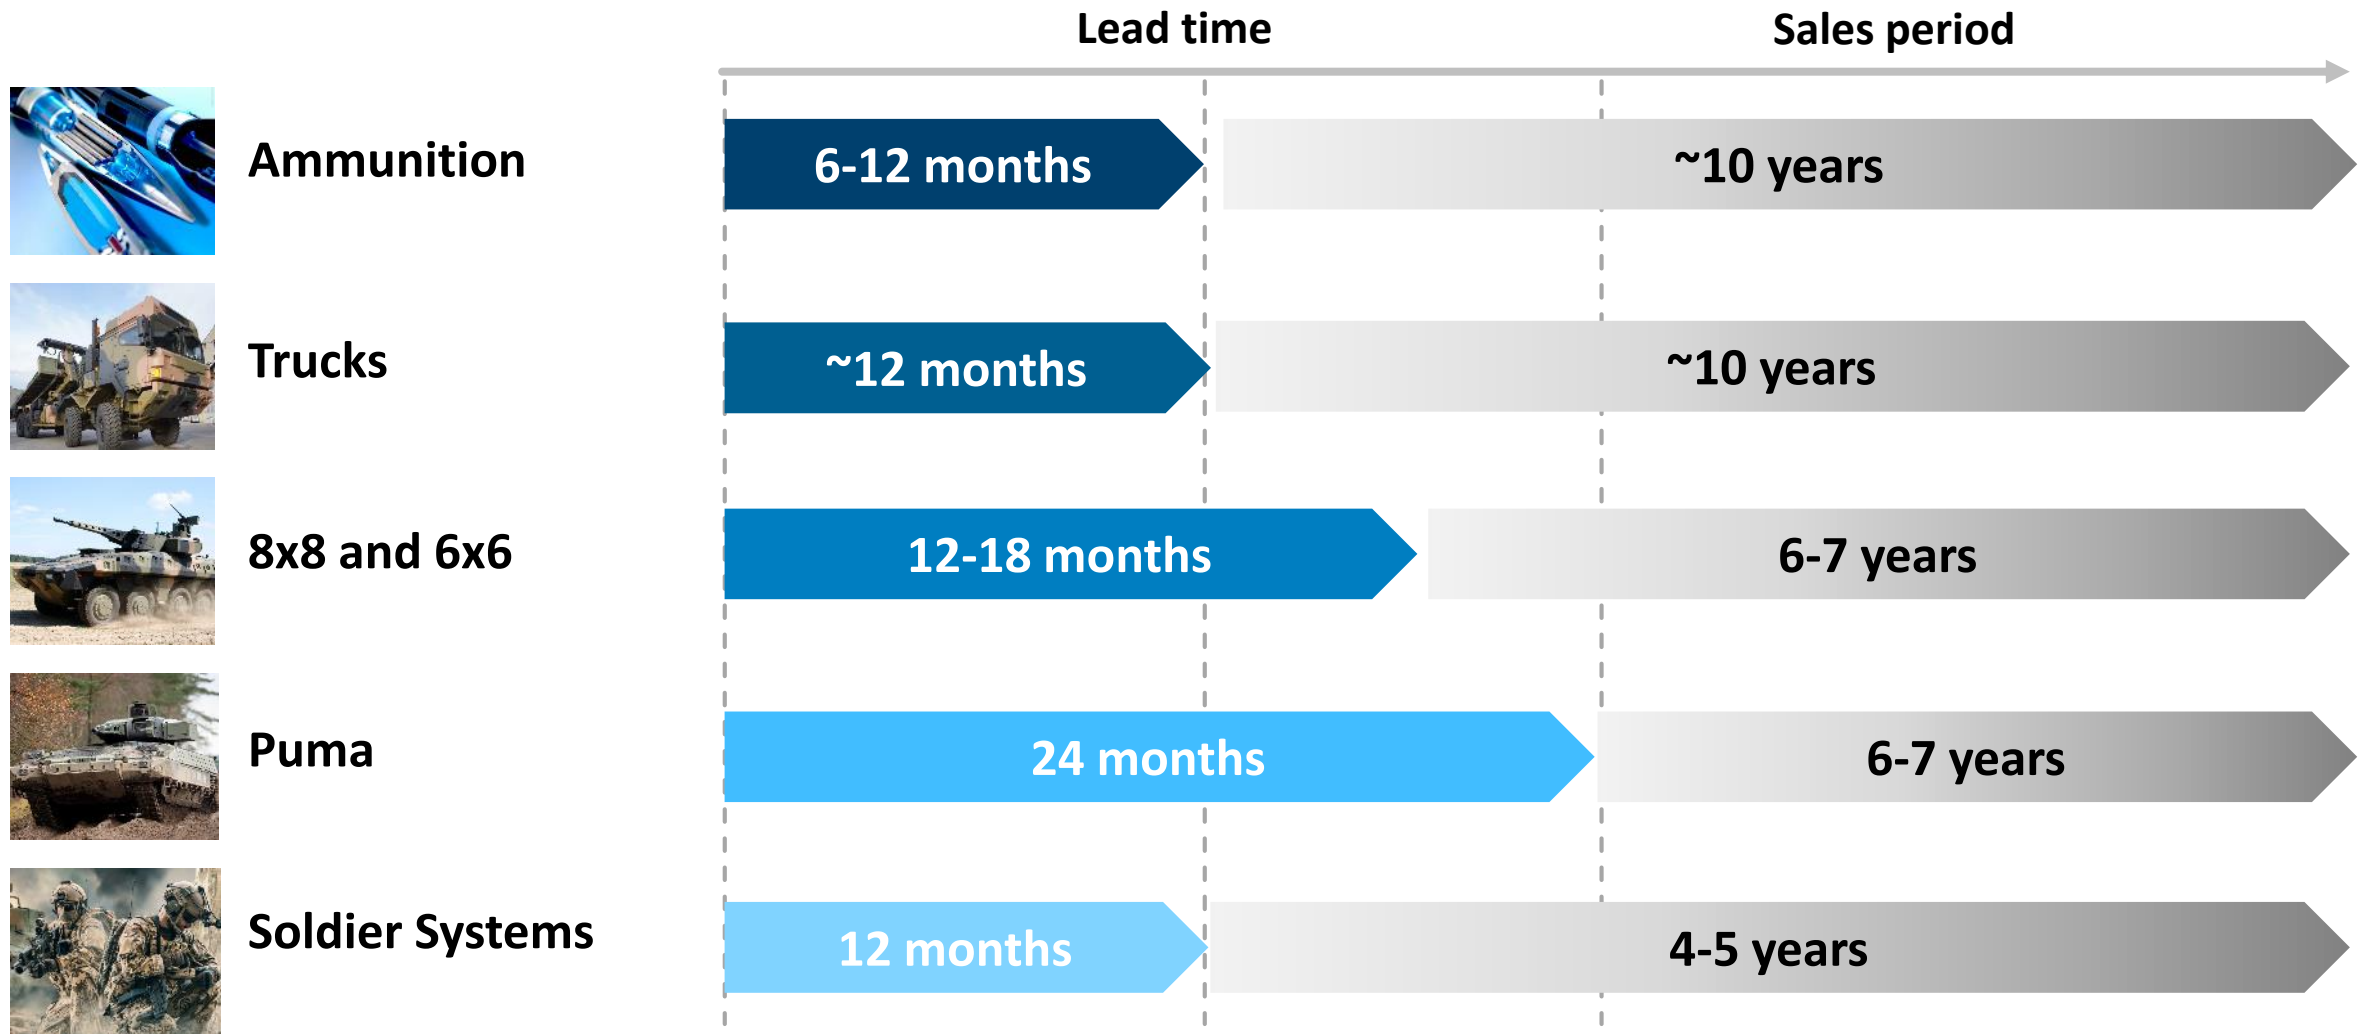 Lead time
Sales period
Ammunition
6-12 months
~10 years
Trucks
~12 months
~10 years
8x8 and 6x6
12-18 months
6-7 years
Puma
24 months
6-7 years
Soldier Systems
12 months
4-5 years